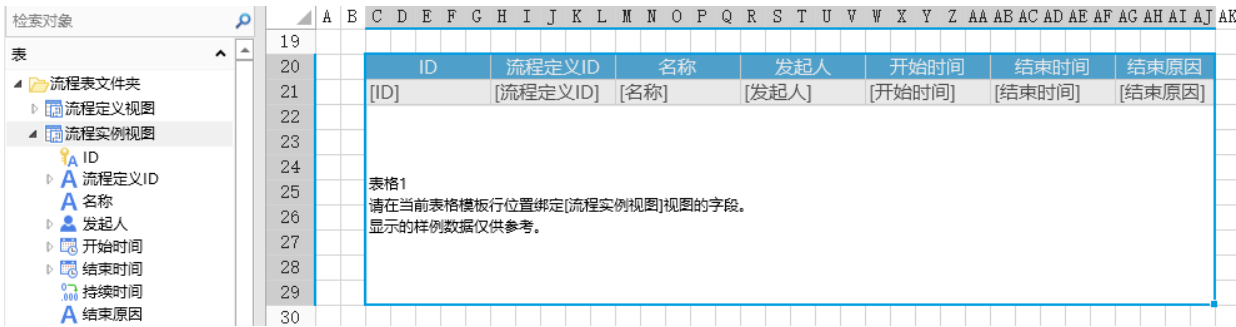 检索对象
表
流程表文件夹
流程定义视图
流程实例视图
ID
流程定义ID
名称
发起人
开始时间
结束时间
持续时间
结束原因
A B C D E F G H I J K L M N O P Q R S T U V W X Y Z AA AB AC AD AE AF AG AH AI AJ AK
19
20 ID 流程定义ID 名称 发起人 开始时间 结束时间 结束原因
21 [ID] [流程定义ID] [名称] [发起人] [开始时间] [结束时间] [结束原因]
22
23
24
25
26
27
28
29
30
表格1
请在当前表格模板行位置绑定[流程实例视图]视图的字段。
显示的样例数据仅供参考。